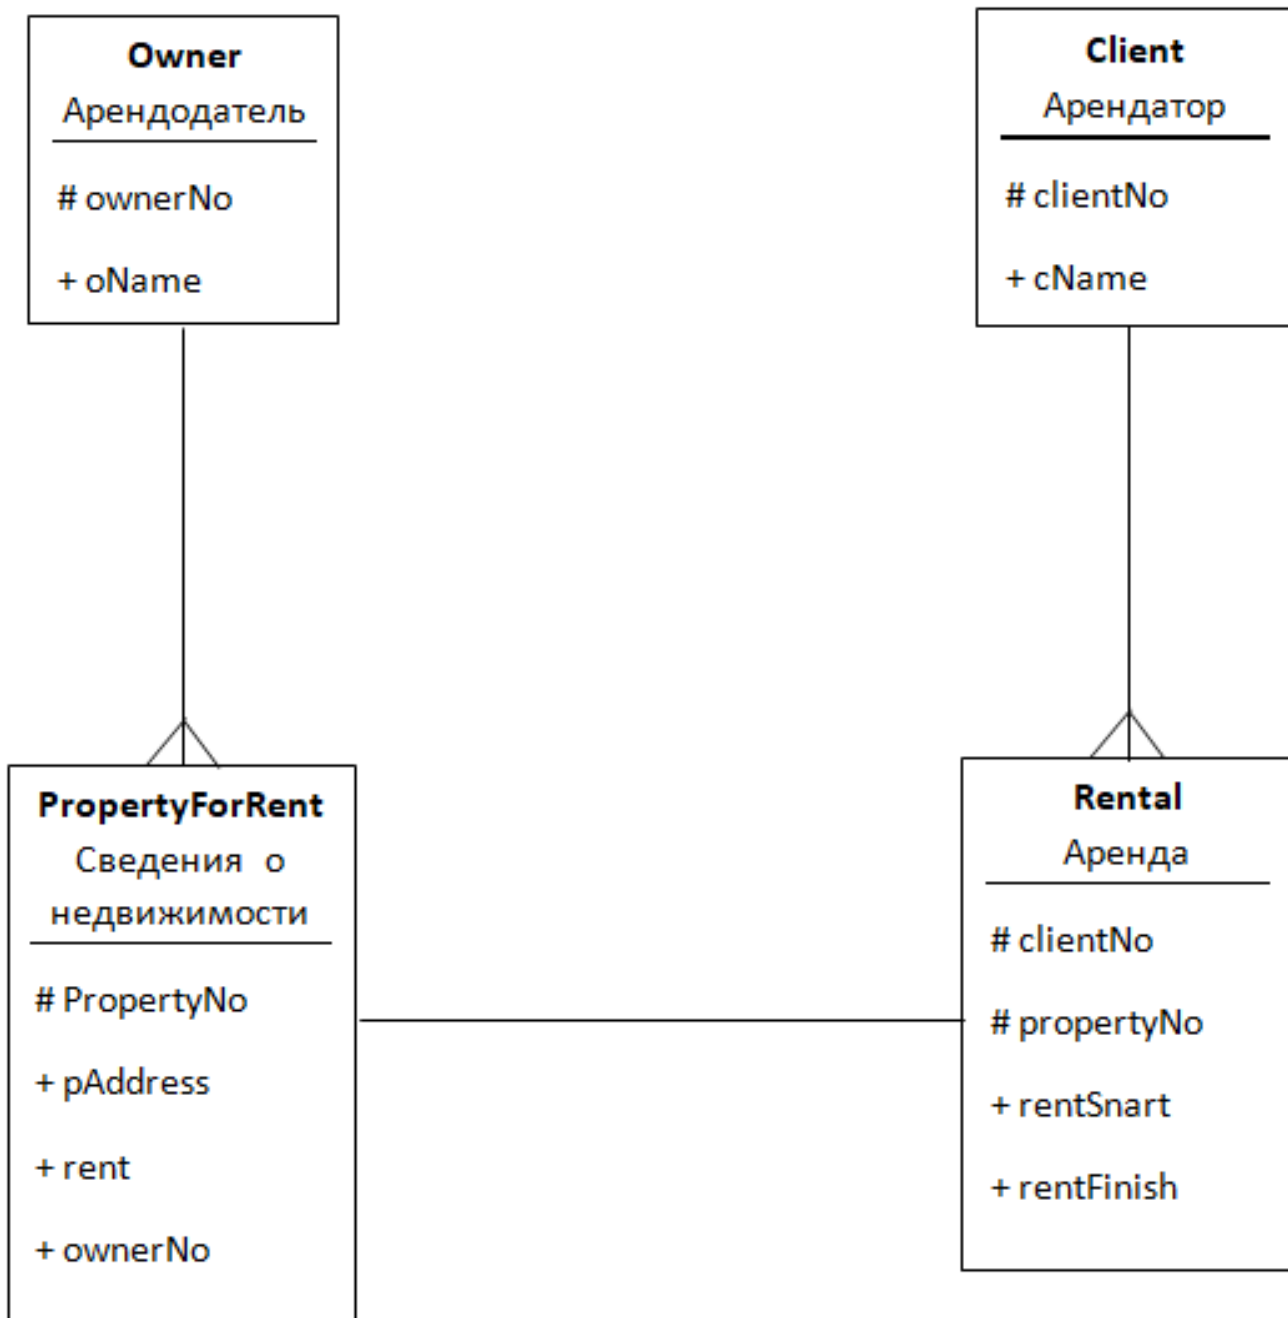 Owner
Арендодатель
# ownerNo
+ oName
Client
Арендатор
# clientNo
+ cName
PropertyForRent
Сведения о
недвижимости
# PropertyNo
+ pAddress
+ rent
+ ownerNo
Rental
Аренда
# clientNo
# propertyNo
+ rentSnart
+ rentFinish